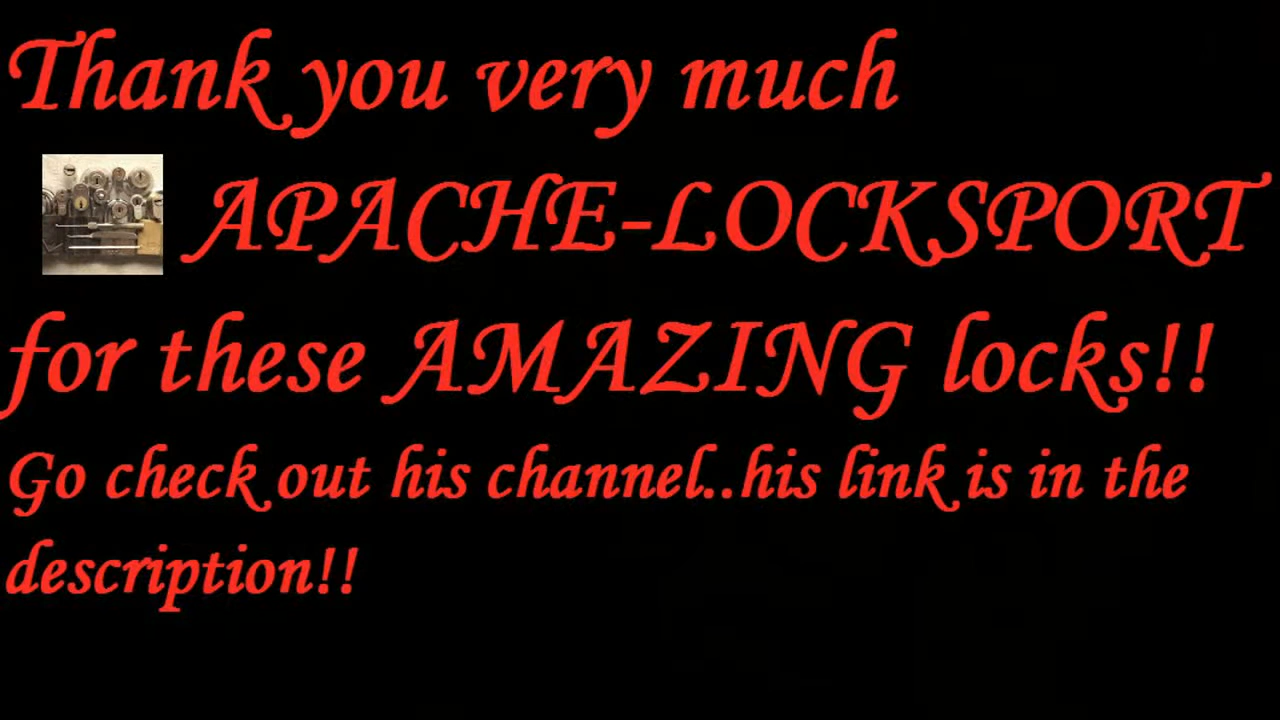 Thank you very much
APACHE-LOCKSPORT
for these AMAZING locks!!
Go check out his channel..his link is in the
description!!